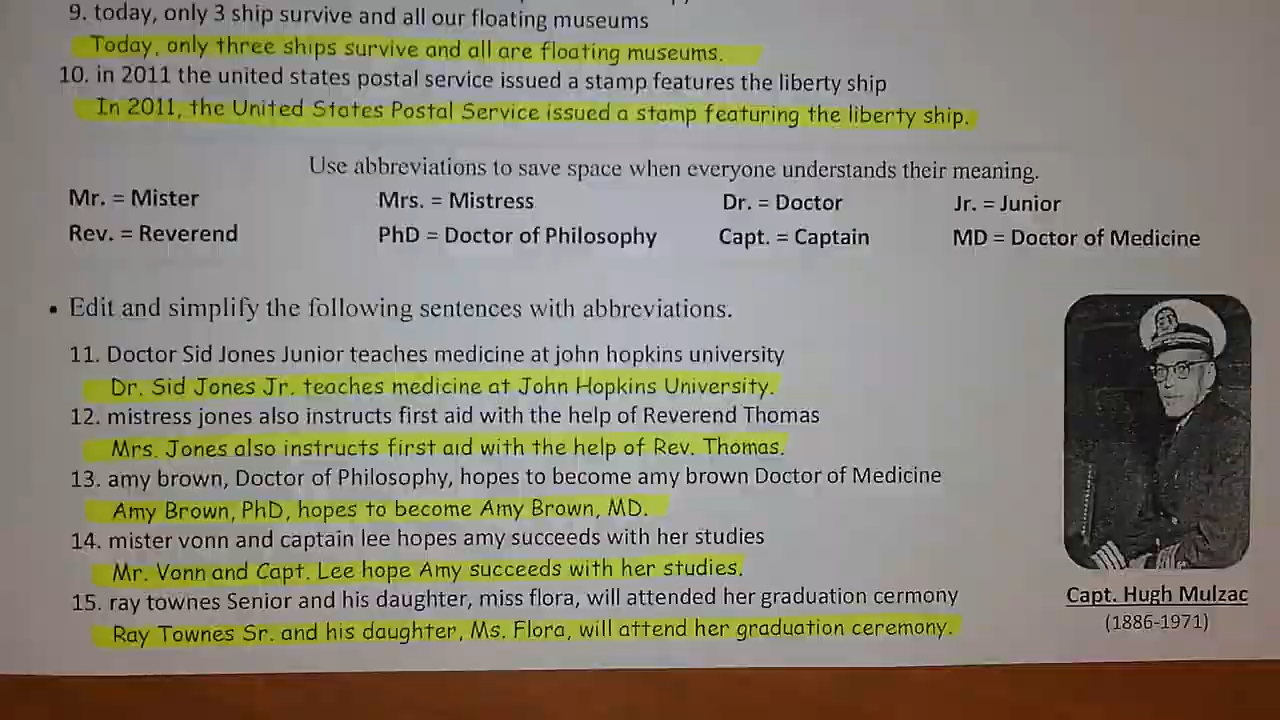 9. today, only 3 ship survive and all our floating museums
Today, only three ships survive and all are floating museums.
10. in 2011 the united states postal service issued a stamp features the liberty ship
In 2011, the United States Postal Service issued a stamp featuring the liberty ship.
Use abbreviations to save space when everyone understands their meaning.
Mr. = Mister Mrs. = Mistress Dr. = Doctor Jr. = Junior
Rev. = Reverend PhD = Doctor of Philosophy Capt. = Captain MD = Doctor of Medicine
• Edit and simplify the following sentences with abbreviations.
11. Doctor Sid Jones Junior teaches medicine at john hopkins university
Dr. Sid Jones Jr. teaches medicine at John Hopkins University.
12. mistress jones also instructs first aid with the help of Reverend Thomas
Mrs. Jones also instructs first aid with the help of Rev. Thomas.
13. amy brown, Doctor of Philosophy, hopes to become amy brown Doctor of Medicine
Amy Brown, PhD, hopes to become Amy Brown, MD.
14. mister vonn and captain lee hopes amy succeeds with her studies
Mr. Vonn and Capt. Lee hope Amy succeeds with her studies.
15. ray townes Senior and his daughter, miss flora, will attended her graduation cermony
Ray Townes Sr. and his daughter, Ms. Flora, will attend her graduation ceremony.
Capt. Hugh Mulzac
(1886-1971)